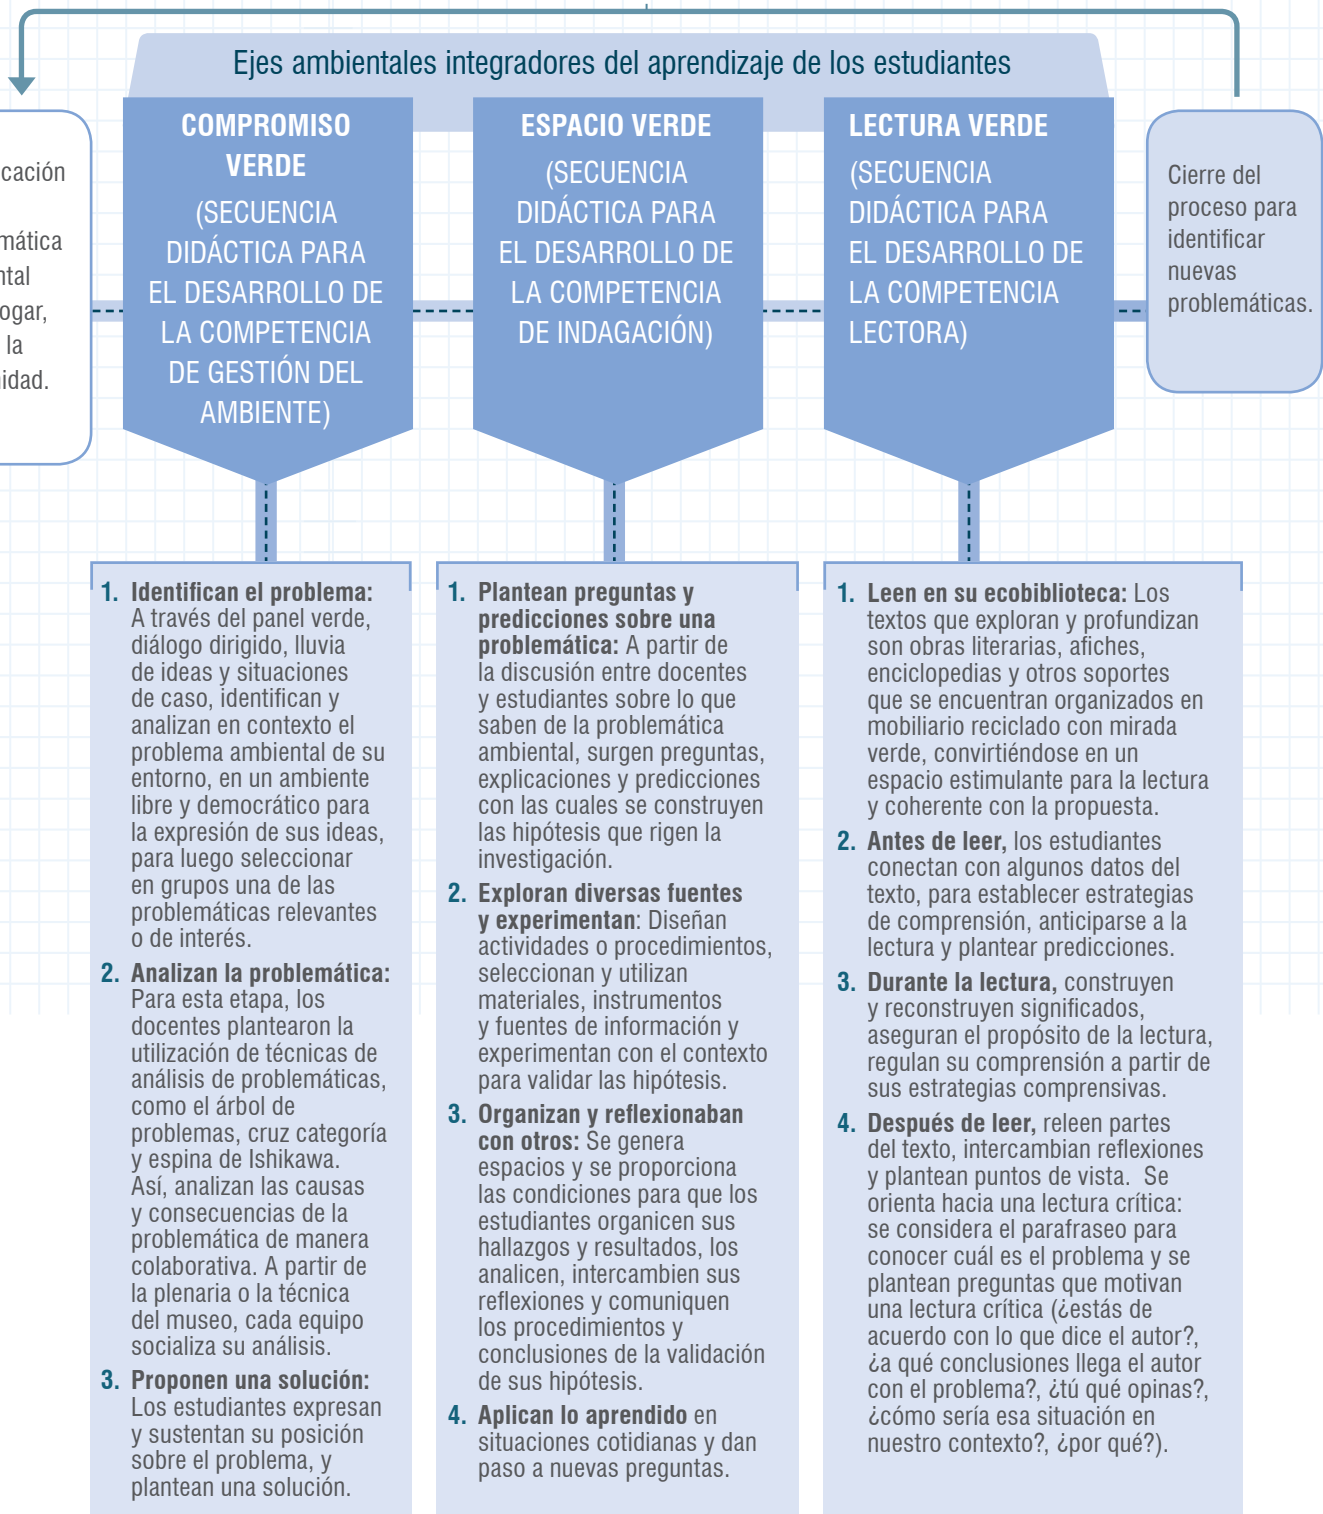 Ejes ambientales integradores del aprendizaje de los estudiantes
la
COMPROMISO
VERDE
(SECUENCIA
DIDÁCTICA PARA
EL DESARROLLO DE
LA COMPETENCIA
DE GESTIÓN DEL
AMBIENTE)
ESPACIO VERDE
(SECUENCIA
DIDÁCTICA PARA
EL DESARROLLO DE
LA COMPETENCIA
DE INDAGACIÓN)
LECTURA VERDE
(SECUENCIA
DIDÁCTICA PARA
EL DESARROLLO DE
LA COMPETENCIA
LECTORA)
Cierre del
proceso para
identificar
nuevas
problemáticas.
1. Identifican el problema:
A través del panel verde,
diálogo dirigido, lluvia
de ideas y situaciones
de caso, identifican y
analizan en contexto el
problema ambiental de su
entorno, en un ambiente
libre y democrático para
la expresión de sus ideas,
para luego seleccionar
en grupos una de las
problemáticas relevantes
o de interés.
2. Analizan la problemática:
Para esta etapa, los
docentes plantearon la
utilización de técnicas de
análisis de problemáticas,
como el árbol de
problemas, cruz categoría
y espina de Ishikawa.
Así, analizan las causas
y consecuencias de la
problemática de manera
colaborativa. A partir de
la plenaria o la técnica
del museo, cada equipo
socializa su análisis.
3. Proponen una solución:
Los estudiantes expresan
y sustentan su posición
sobre el problema, y
plantean una solución.
1. Plantean preguntas y
predicciones sobre una
problemática: A partir de
la discusión entre docentes
y estudiantes sobre lo que
saben de la problemática
ambiental, surgen preguntas,
explicaciones y predicciones
con las cuales se construyen
las hipótesis que rigen la
investigación.
2. Exploran diversas fuentes
y experimentan: Diseñan
actividades o procedimientos,
seleccionan y utilizan
materiales, instrumentos
y fuentes de información y
experimentan con el contexto
para validar las hipótesis.
3. Organizan y reflexionaban
con otros: Se genera
espacios y se proporciona
las condiciones para que los
estudiantes organicen sus
hallazgos y resultados, los
analicen, intercambien sus
reflexiones y comuniquen
los procedimientos y
conclusiones de la validación
de sus hipótesis.
4. Aplican lo aprendido en
situaciones cotidianas y dan
paso a nuevas preguntas.
1. Leen en su ecobiblioteca: Los
textos que exploran y profundizan
son obras literarias, afiches,
enciclopedias y otros soportes
que se encuentran organizados en
mobiliario reciclado con mirada
verde, convirtiéndose en un
espacio estimulante para la lectura
y coherente con la propuesta.
2. Antes de leer, los estudiantes
conectan con algunos datos del
texto, para establecer estrategias
de comprensión, anticiparse a la
lectura y plantear predicciones.
3. Durante la lectura, construyen
y reconstruyen significados,
aseguran el propósito de la lectura,
regulan su comprensión a partir de
sus estrategias comprensivas.
4. Después de leer, releen partes
del texto, intercambian reflexiones
y plantean puntos de vista. Se
orienta hacia una lectura crítica:
se considera el parafraseo para
conocer cuál es el problema y se
plantean preguntas que motivan
una lectura crítica (¿estás de
acuerdo con lo que dice el autor?,
¿a qué conclusiones llega el autor
con el problema?, ¿tú qué opinas?,
¿cómo sería esa situación en
nuestro contexto?, ¿por qué?).